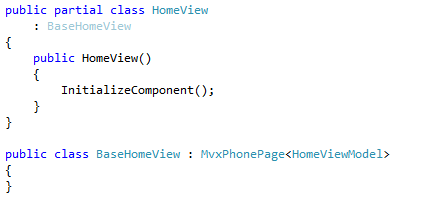 public partial class HomeView
    : BaseHomeView
{
    public HomeView()
    {
        InitializeComponent();
    }
}

public class BaseHomeView : MvxPhonePage<HomeViewModel>
{
}